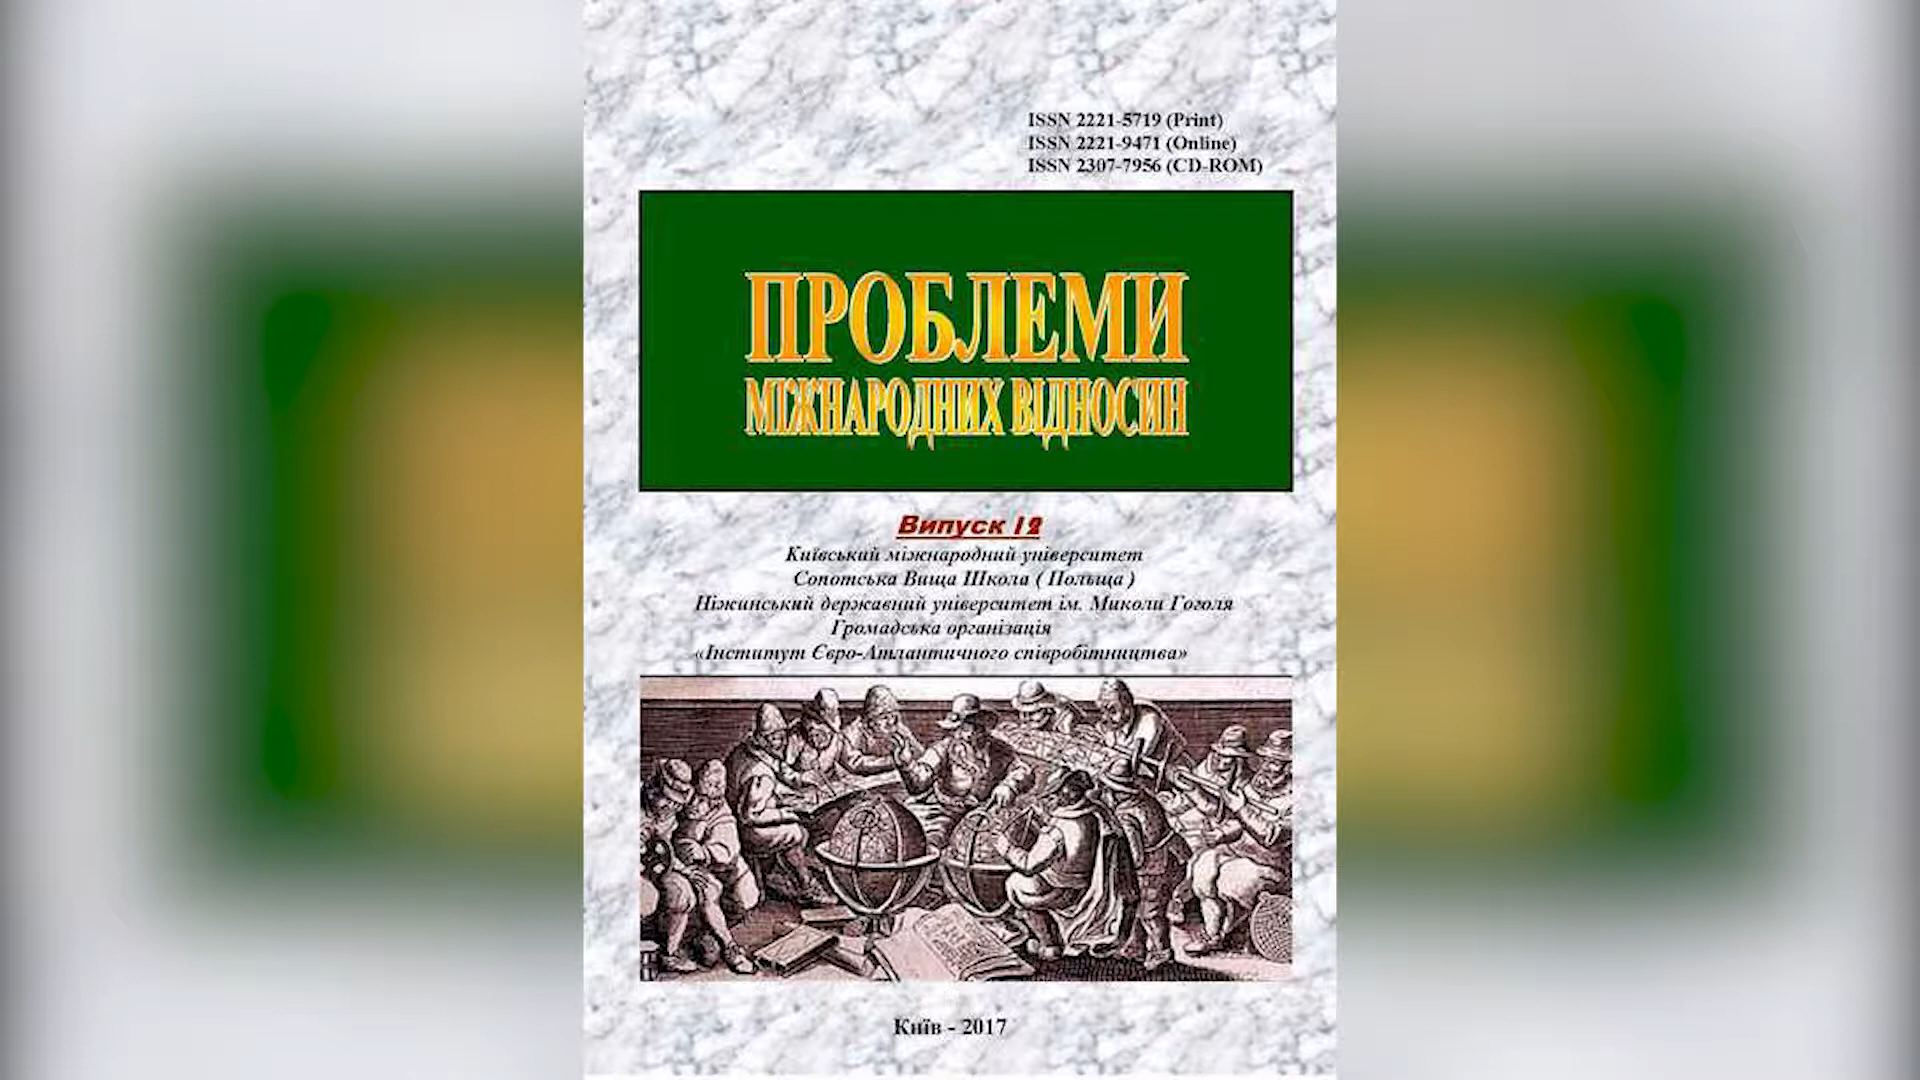 ISSN 2221-5719 (Print)
ISSN 2221-9471 (Online)
ISSN 2307-7956 (CD-ROM)
ПРОБЛЕМИ
МІЖНАРОДНИХ ВІДНОСИН
Випуск
Київський міжнародний університет
Сопотська Вища Школа ( Польща )
Ніжинський державний університет ім. Миколи Гоголя
Громадська організація
«Інститут Євро-Атлантичного співробітництва»
Київ - 2017